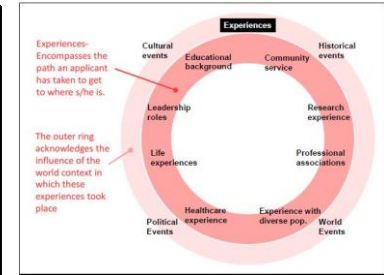 Experiences
Experiences-
Encompasses the
path an applicant
has taken to get
to where s/he is.
Cultural
events
Historical
events
Educational
background
Community
service
Leadership
roles
Research
experience
The outer ring
acknowledges the
influence of the
world context in
which these
experiences took
place
Life
experiences
Professional
associations
Healthcare
experience
Experience with
diverse pop.
Political
Events
World
Events